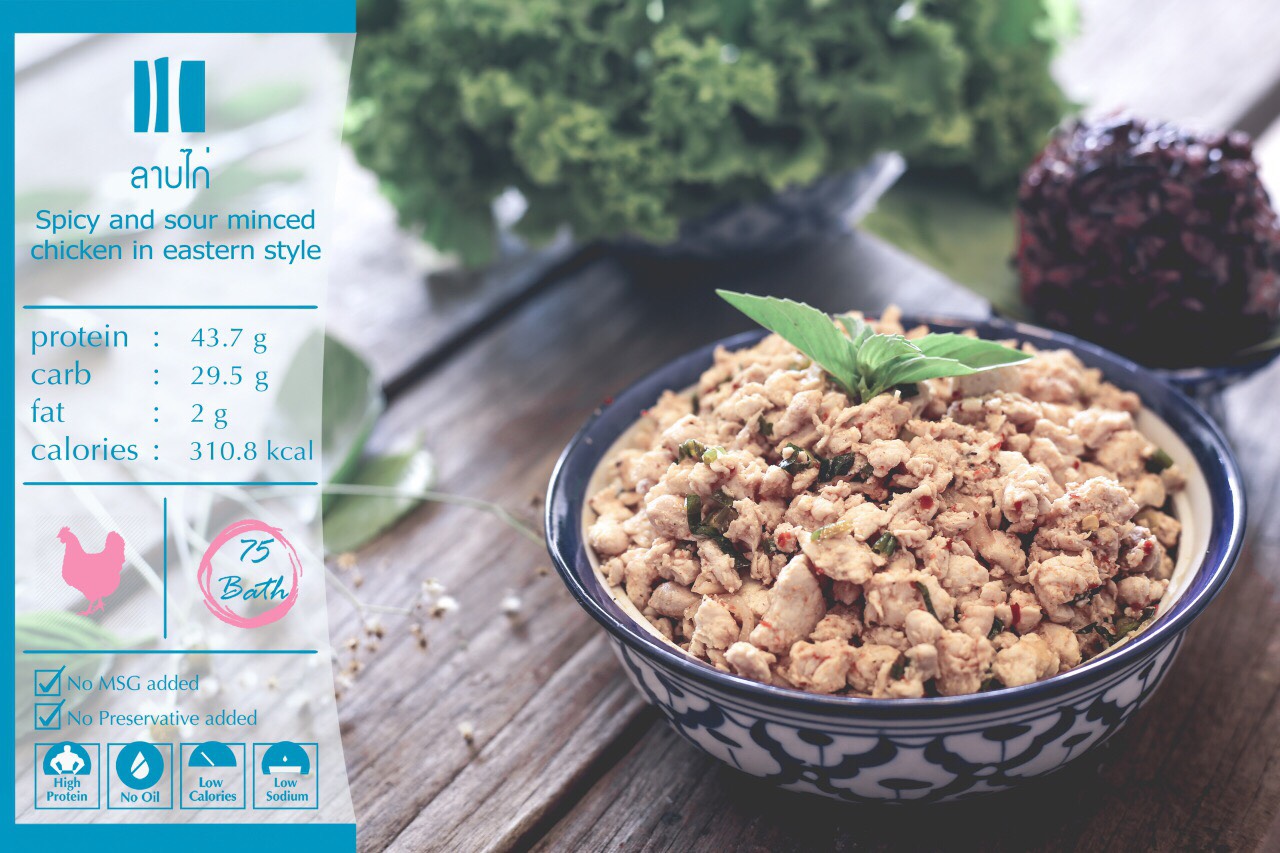 ลาบไก่
Spicy and sour minced
chicken in eastern style
protein : 43.7 g
carb : 29.5 g
fat : 2 g
calories : 310.8 kcal
75
Bath
No MSG added
No Preservative added
High
Protein
No Oil
Low
Calories
Low
Sodium